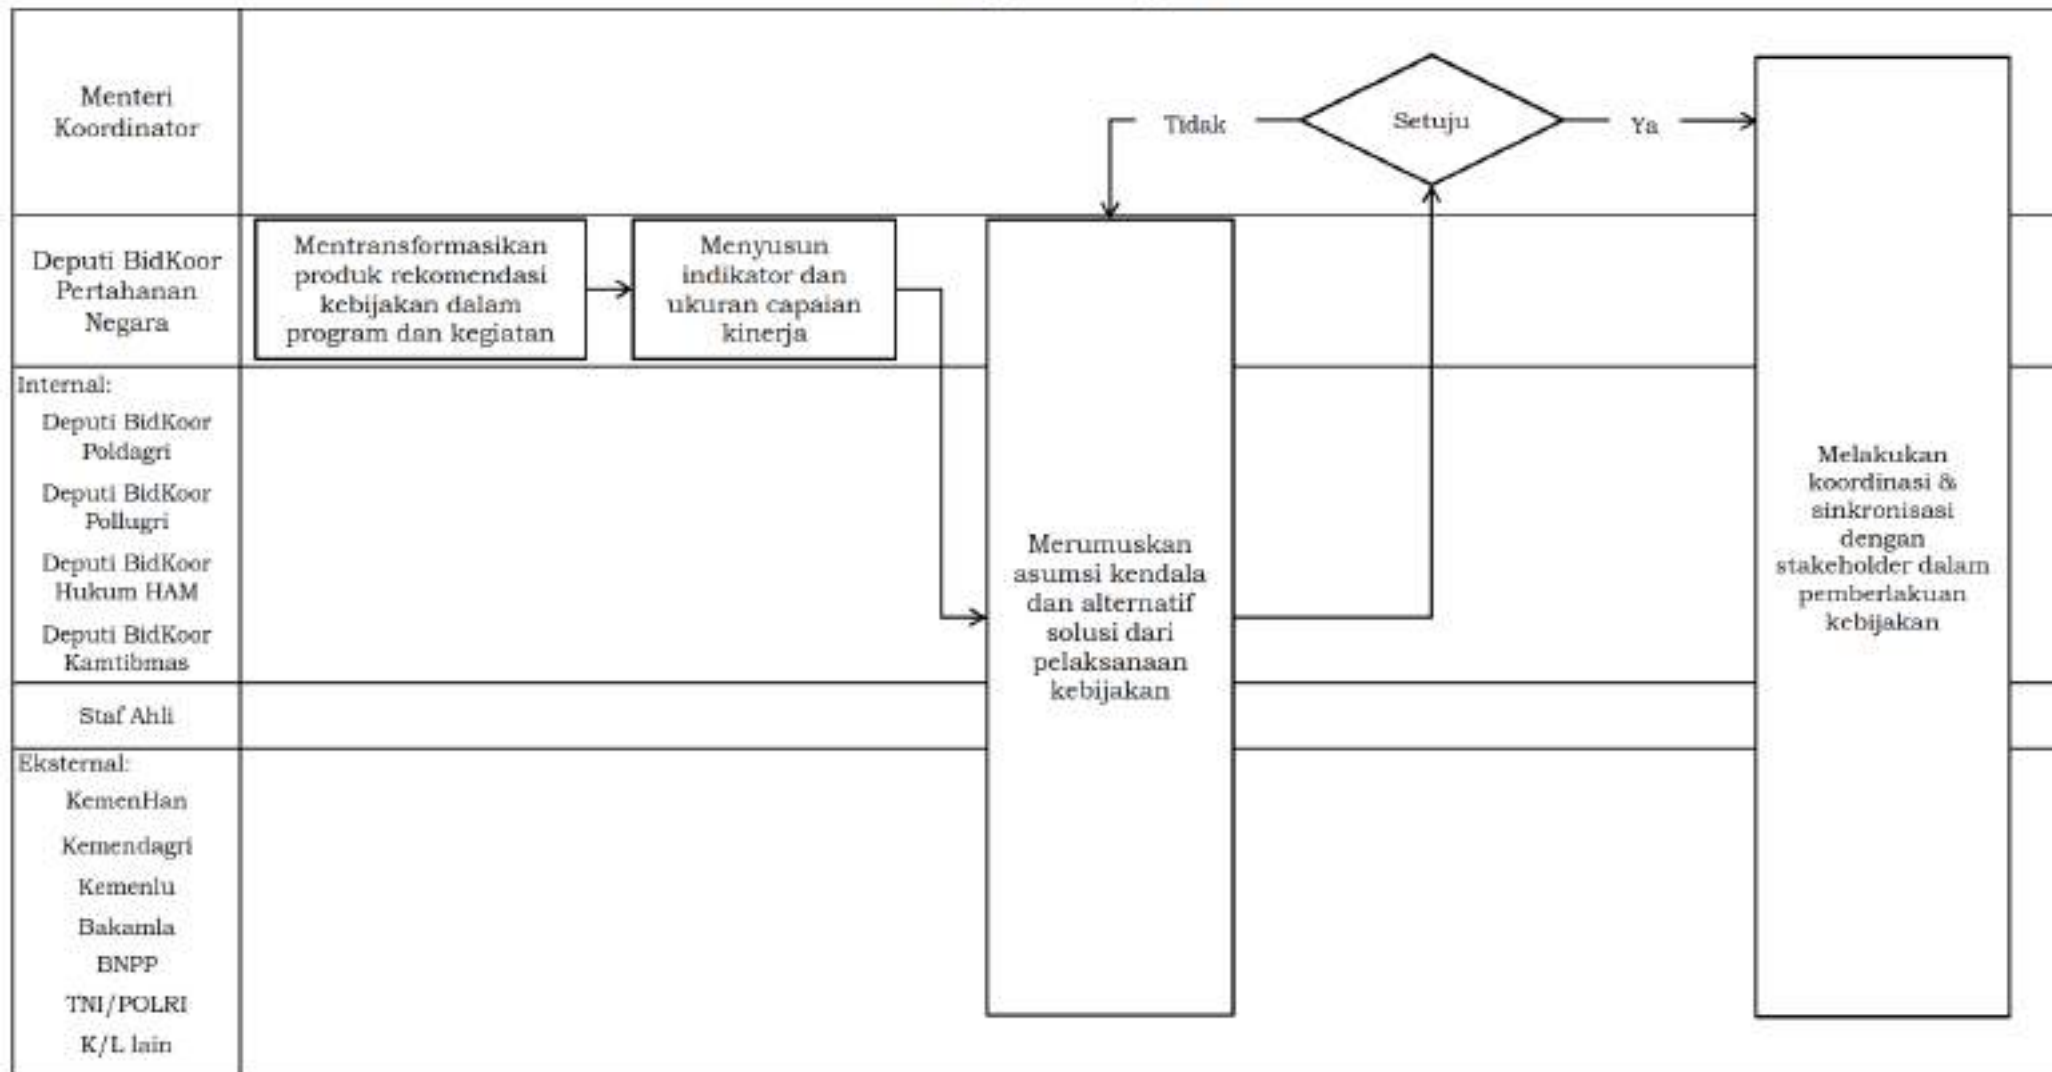 Menteri
Koordinator
Tidak
Setuju
Ya
Deputi BidKoor
Pertahanan
Negara
Mentransformasikan
produk rekomendasi
kebijakan dalam
program dan kegiatan
Menyusun
indikator dan
ukuran capaian
kinerja
Internal:
Deputi BidKoor
Poldagri
Deputi BidKoor
Pollugri
Deputi BidKoor
Hukum HAM
Deputi BidKoor
Kamtibmas
Merumuskan
asumsi kendala
dan alternatif
solusi dari
pelaksanaan
kebijakan
Melakukan
koordinasi &
sinkronisasi
dengan
stakeholder dalam
pemberlakuan
kebijakan
Staf Ahli
Eksternal:
KemenHan
Kemendagri
Kemenlu
Bakamla
BNPP
TNI/POLRI
K/L lain